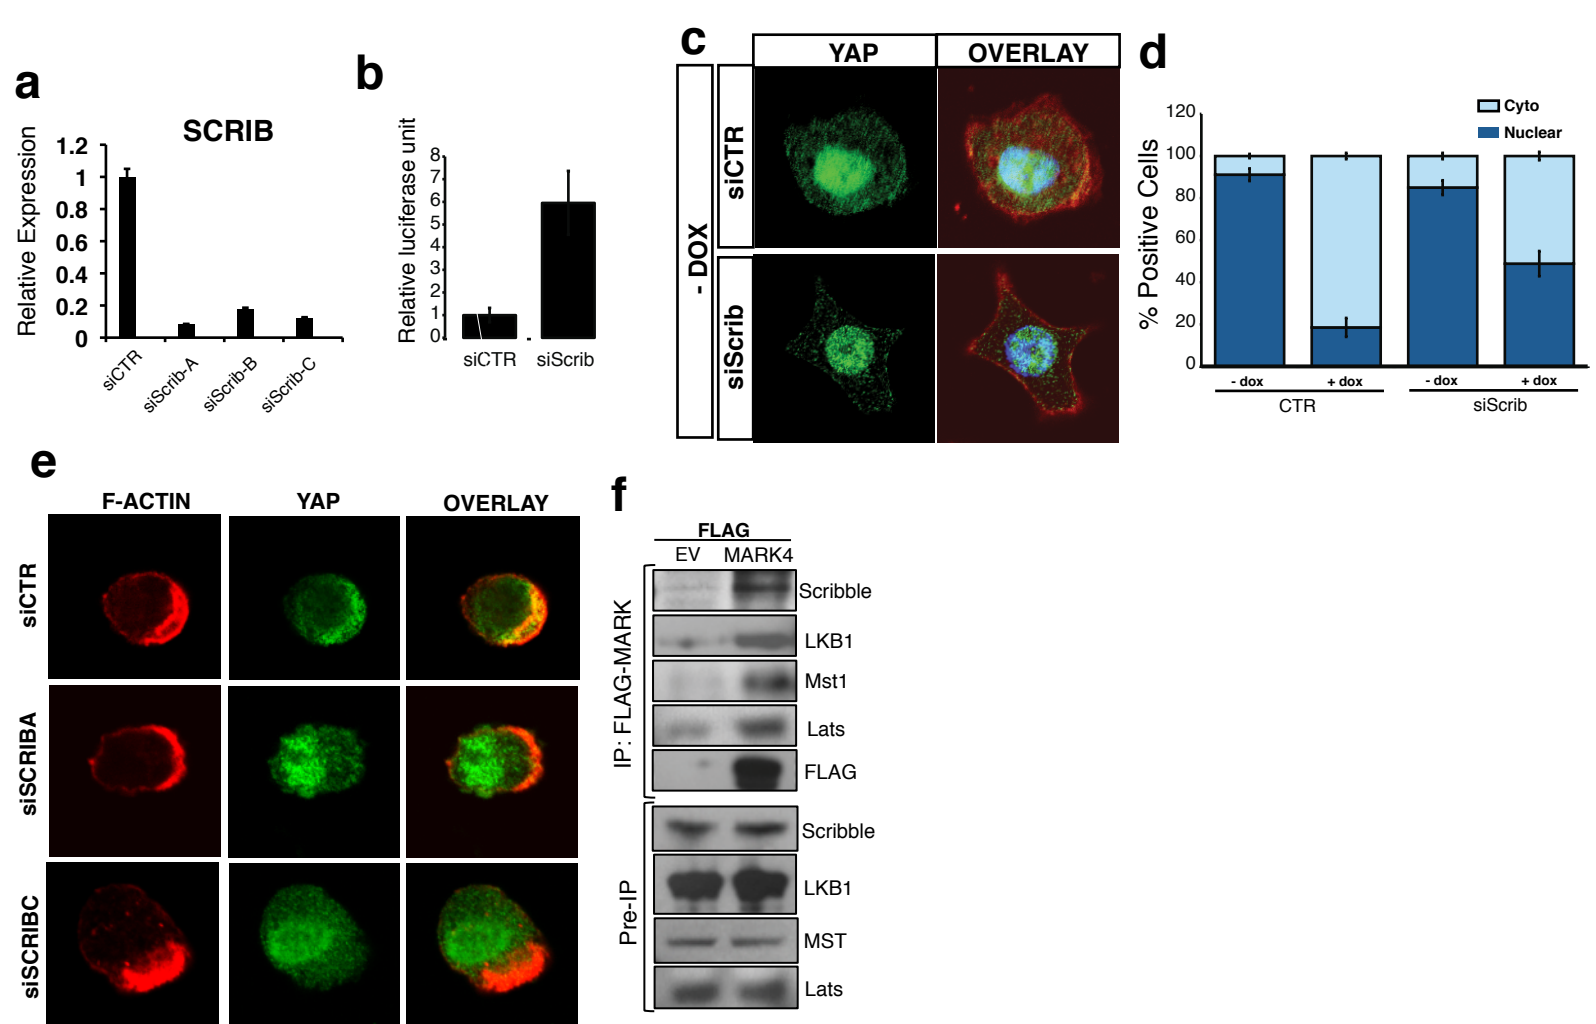 a
SCRIB
Relative Expression
1.2
1
0.8
0.6
0.4
0.2
0
siCTR
siScrib-A
siScrib-B
siScrib-C
b
Relative luciferase unit
8
7
6
5
4
3
2
1
0
siCTR
siScrib
c
YAP
OVERLAY
- DOX
siCTR
siScrib
d
% Positive Cells
120
100
80
60
40
20
0
Cyto
Nuclear
- dox
+ dox
- dox
+ dox
CTR
siScrib
e
F-ACTIN
YAP
OVERLAY
siCTR
siSCRIBA
siSCRIBC
f
FLAG
EV
MARK4
IP: FLAG-MARK
Scribble
LKB1
Mst1
Lats
FLAG
Pre-IP
Scribble
LKB1
MST
Lats